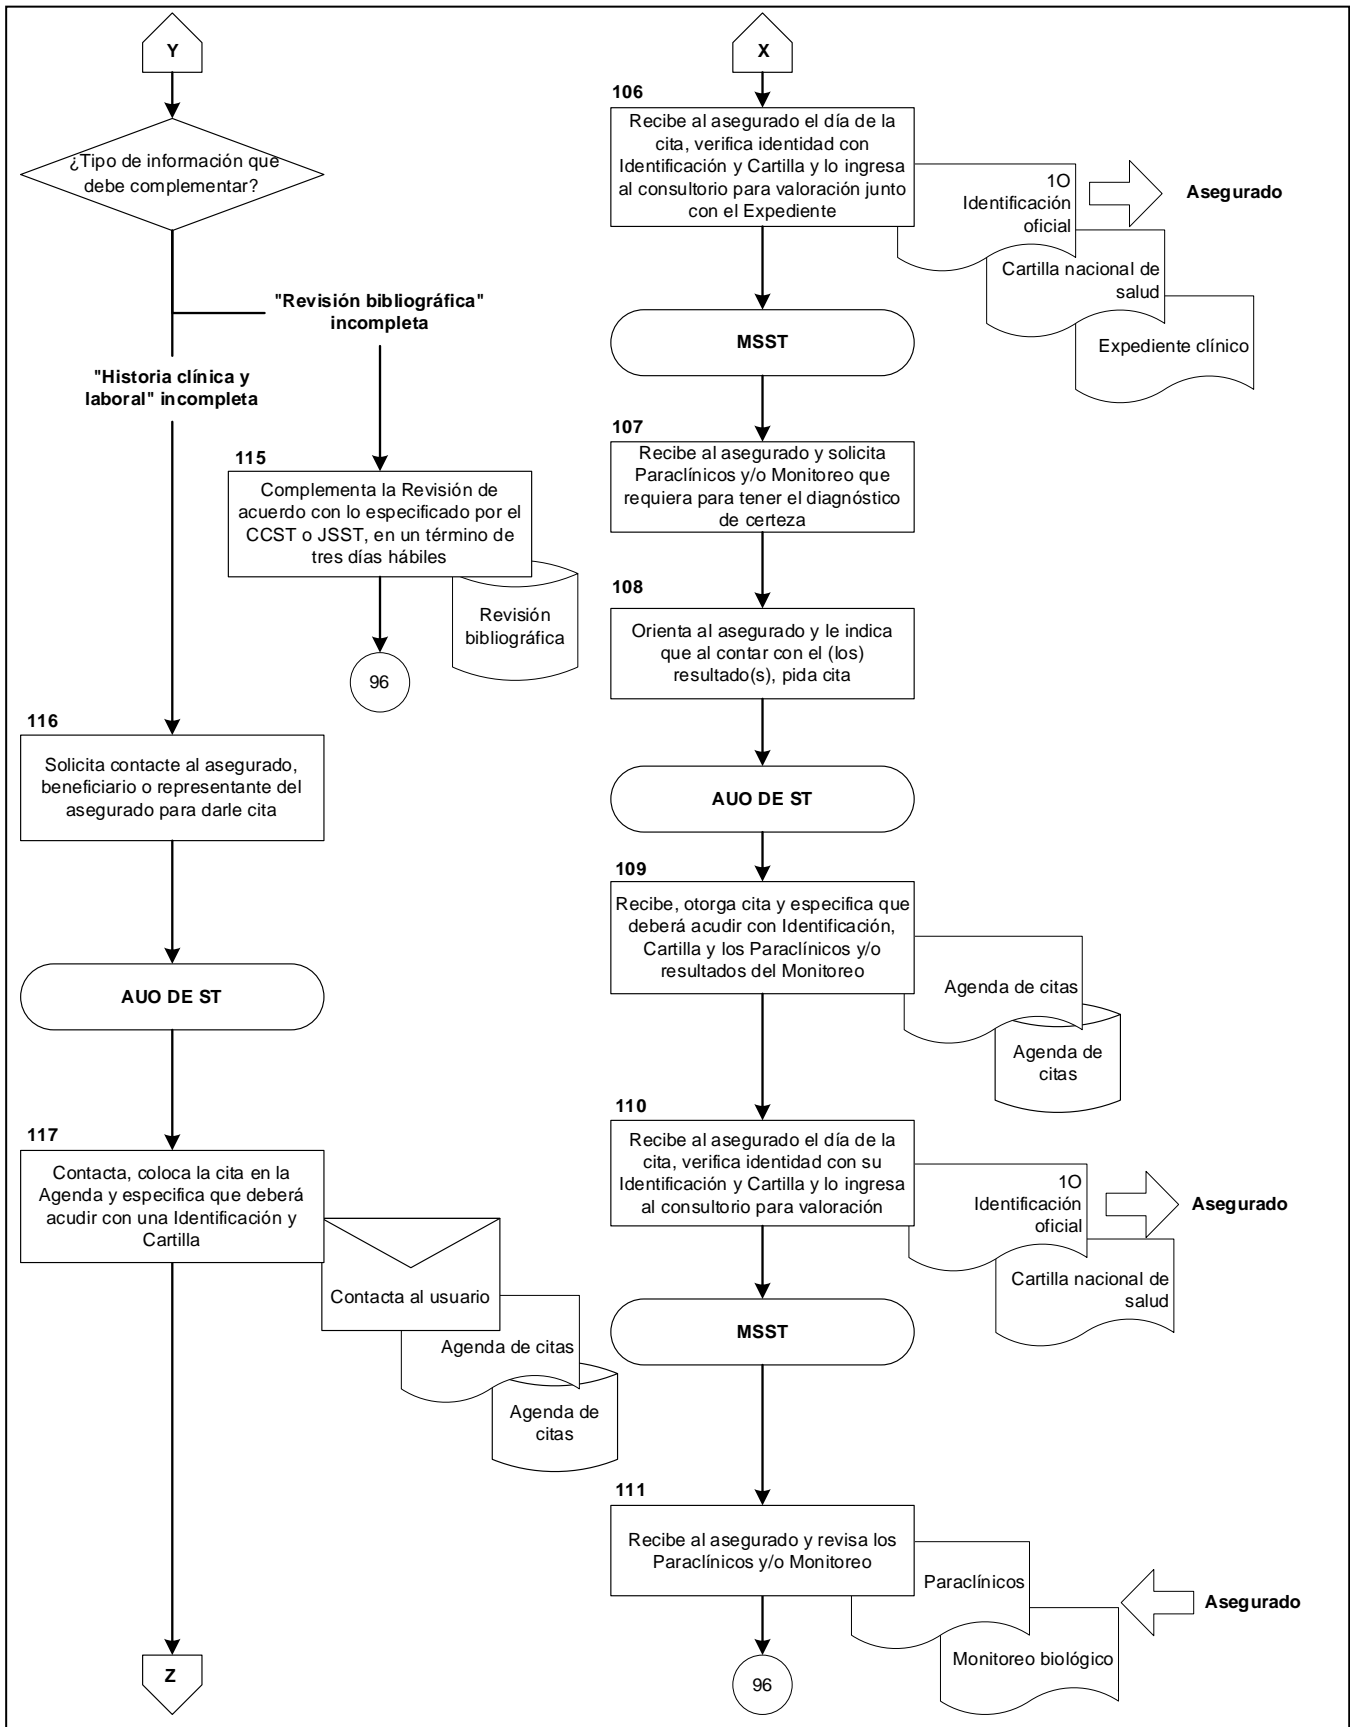 Y
¿Tipo de información que
debe complementar?
"Revisión bibliográfica"
incompleta
"Historia clínica y
laboral" incompleta
115
Complementa la Revisión de
acuerdo con lo especificado por el
CCST o JSST, en un término de
tres días hábiles
Revisión
bibliográfica
96
116
Solicita contacte al asegurado,
beneficiario o representante del
asegurado para darle cita
AUO DE ST
117
Contacta, coloca la cita en la
Agenda y especifica que deberá
acudir con una Identificación y
Cartilla
Contacta al usuario
Agenda de citas
Agenda de
citas
Z
X
106
Recibe al asegurado el día de la
cita, verifica identidad con
Identificación y Cartilla y lo ingresa
al consultorio para valoración junto
con el Expediente
1O
Identificación
oficial
Asegurado
Cartilla nacional de
salud
Expediente clínico
MSST
107
Recibe al asegurado y solicita
Paraclínicos y/o Monitoreo que
requiera para tener el diagnóstico
de certeza
108
Orienta al asegurado y le indica
que al contar con el (los)
resultado(s), pida cita
AUO DE ST
109
Recibe, otorga cita y especifica que
deberá acudir con Identificación,
Cartilla y los Paraclínicos y/o
resultados del Monitoreo
Agenda de citas
Agenda de
citas
110
Recibe al asegurado el día de la
cita, verifica identidad con su
Identificación y Cartilla y lo ingresa
al consultorio para valoración
1O
Identificación
oficial
Asegurado
Cartilla nacional de
salud
MSST
111
Recibe al asegurado y revisa los
Paraclínicos y/o Monitoreo
Paraclínicos
Asegurado
Monitoreo biológico
96